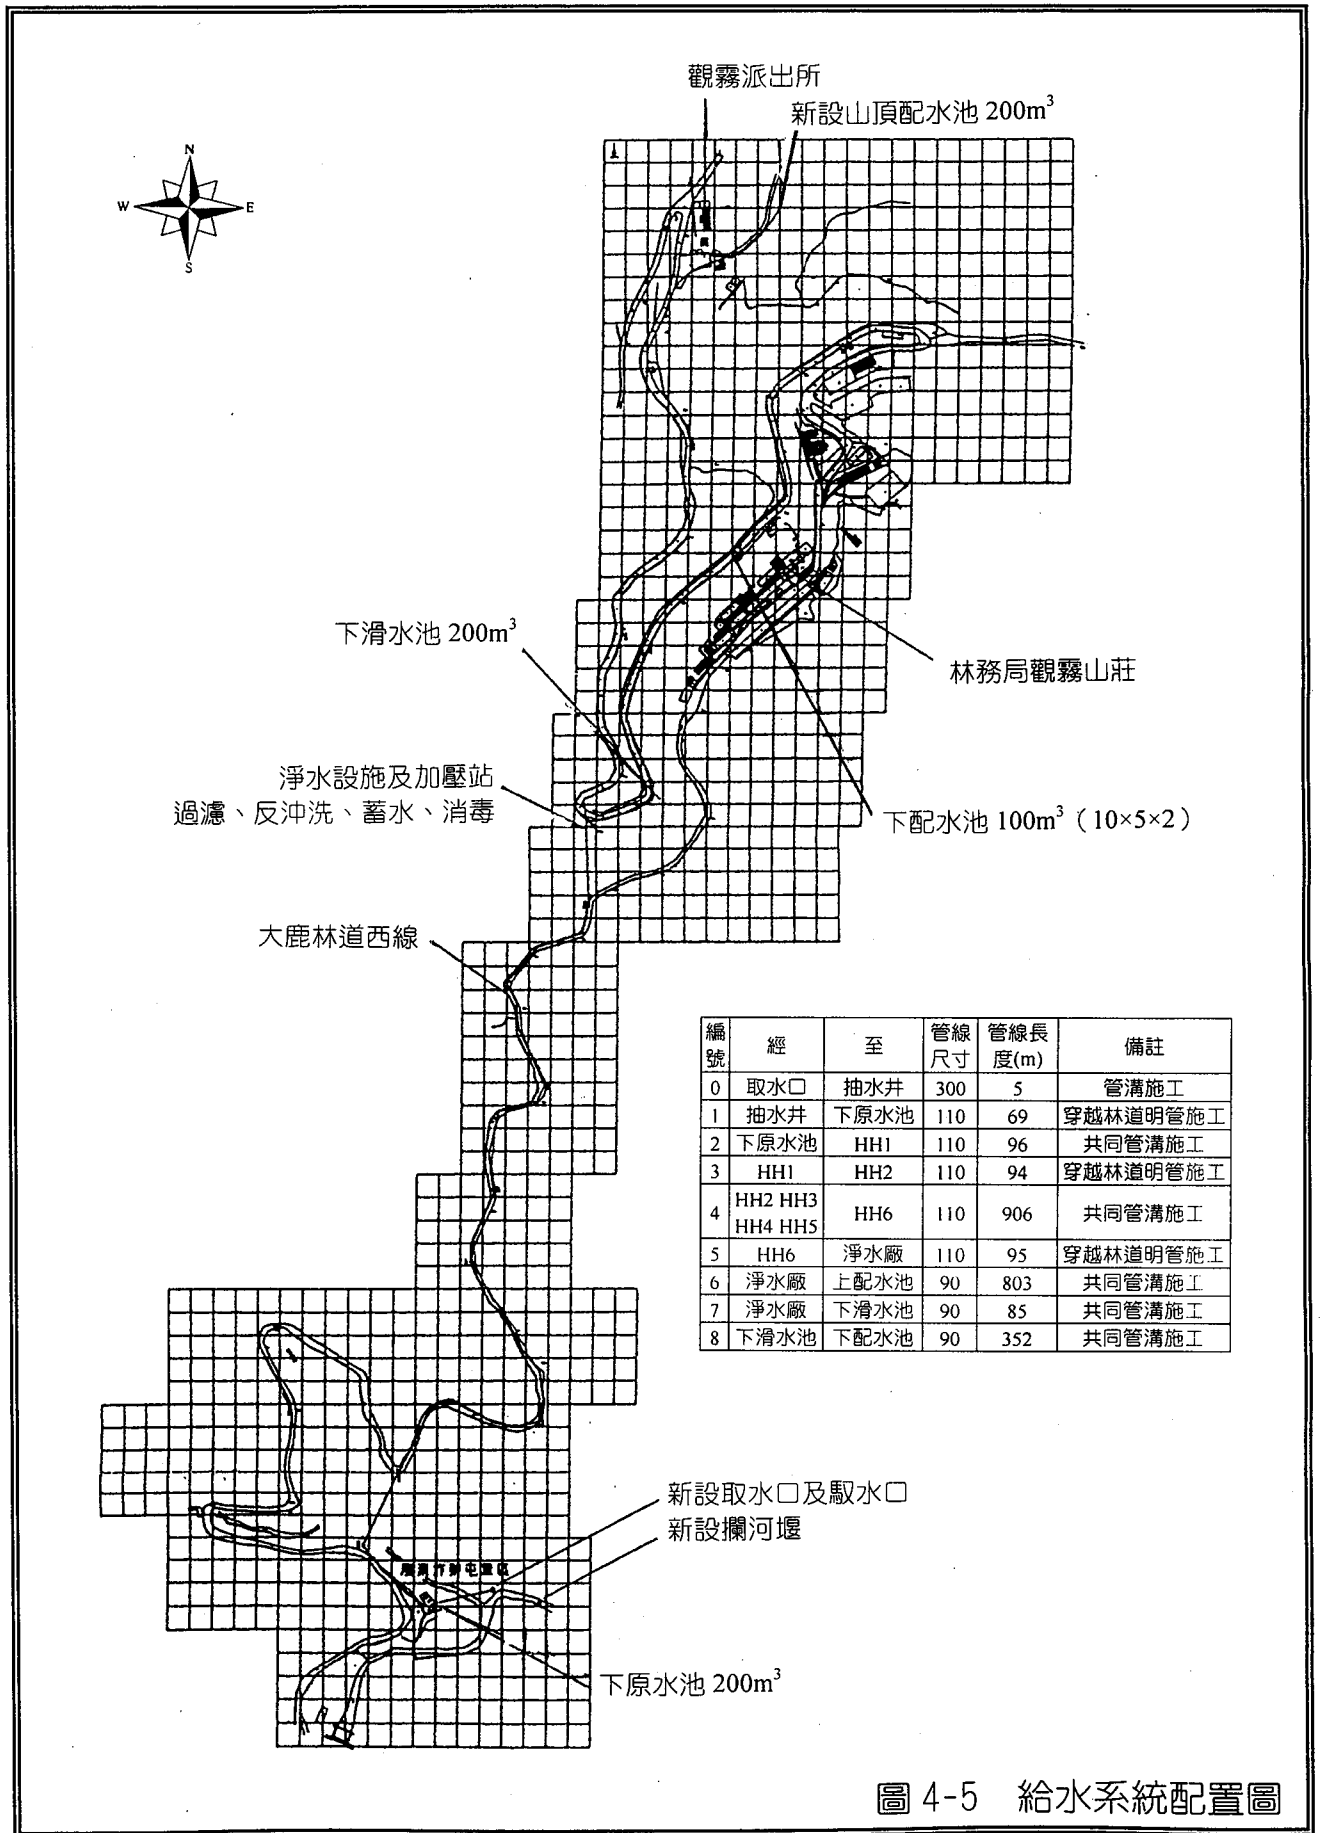 觀霧派出所
新設山頂配水池 200m³
N
W E
S
下滑水池 200m³
林務局觀霧山莊
淨水設施及加壓站
過濾、反沖洗、蓄水、消毒
下配水池 100m³(10×5×2)
大鹿林道西線
編號 經 至 管線尺寸 管線長度(m) 備註
0 取水口 抽水井 300 5 管溝施工
1 抽水井 下原水池 110 69 穿越林道明管施工
2 下原水池 HH1 110 96 共同管溝施工
3 HH1 HH2 110 94 穿越林道明管施工
4 HH2 HH3 HH4 HH5 HH6 110 906 共同管溝施工
5 HH6 淨水廠 110 95 穿越林道明管施工
6 淨水廠 上配水池 90 803 共同管溝施工
7 淨水廠 下滑水池 90 85 共同管溝施工
8 下滑水池 下配水池 90 352 共同管溝施工
新設取水口及馭水口
新設攔河堰
下原水池 200m³
圖 4-5 給水系統配置圖